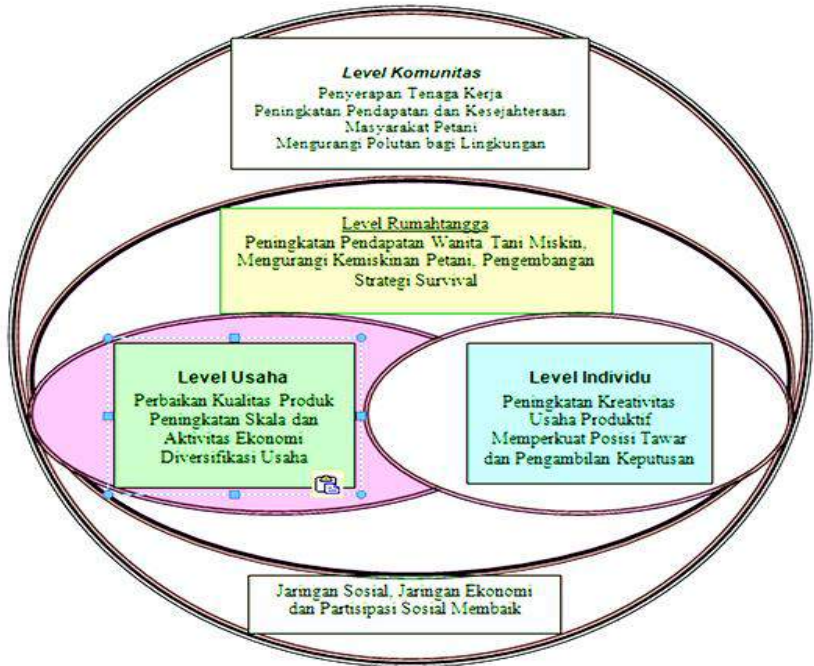 Level Komunitas
Penyerapan Tenaga Kerja
Peningkatan Pendapatan dan Kesejahteraan
Masyarakat Petani
Mengurangi Polutan bagi Lingkungan
Level Rumahtangga
Peningkatan Pendapatan Wanita Tani Miskin,
Mengurangi Kemiskinan Petani, Pengembangan
Strategi Survival
Level Usaha
Perbaikan Kualitas Produk
Peningkatan Skala dan
Aktivitas Ekonomi
Diversifikasi Usaha
Level Individu
Peningkatan Kreativitas
Usaha Produktif
Memperkuat Posisi Tawar
dan Pengambilan Keputusan
Jaringan Sosial, Jaringan Ekonomi
dan Partisipasi Sosial Membaik